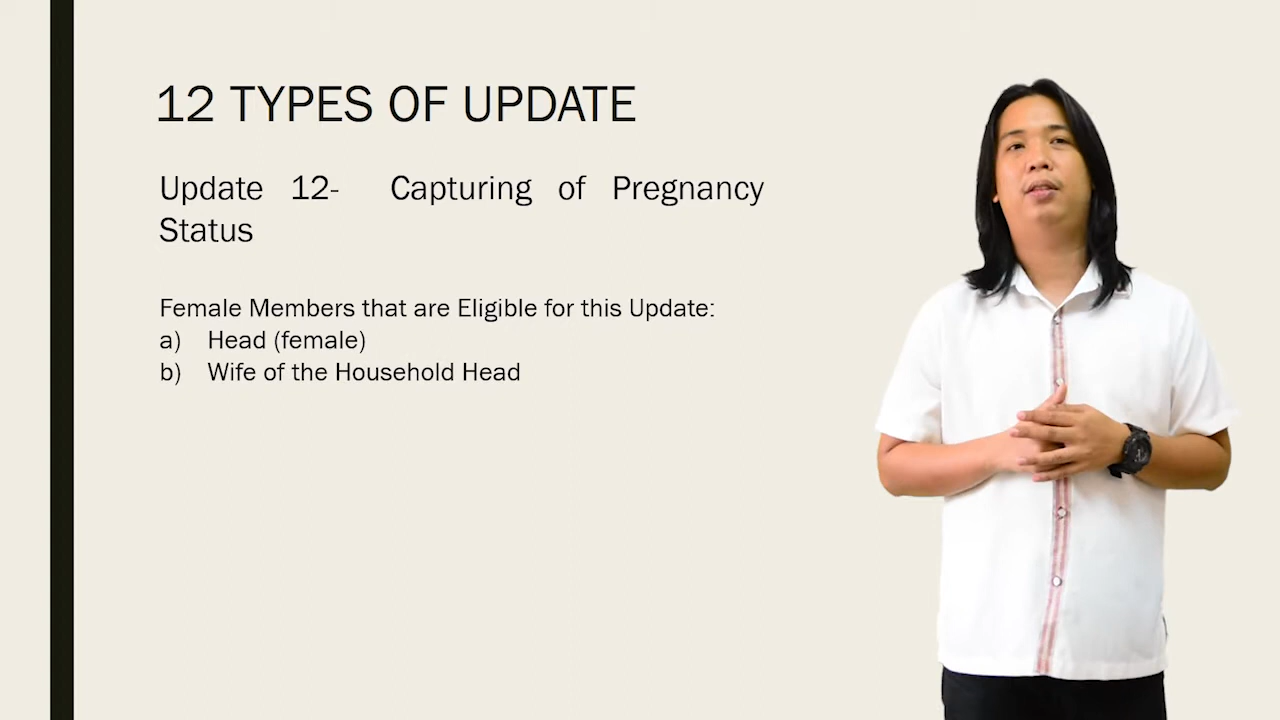 12 TYPES OF UPDATE
Update 12- Capturing of Pregnancy
Status
Female Members that are Eligible for this Update:
a) Head (female)
b) Wife of the Household Head